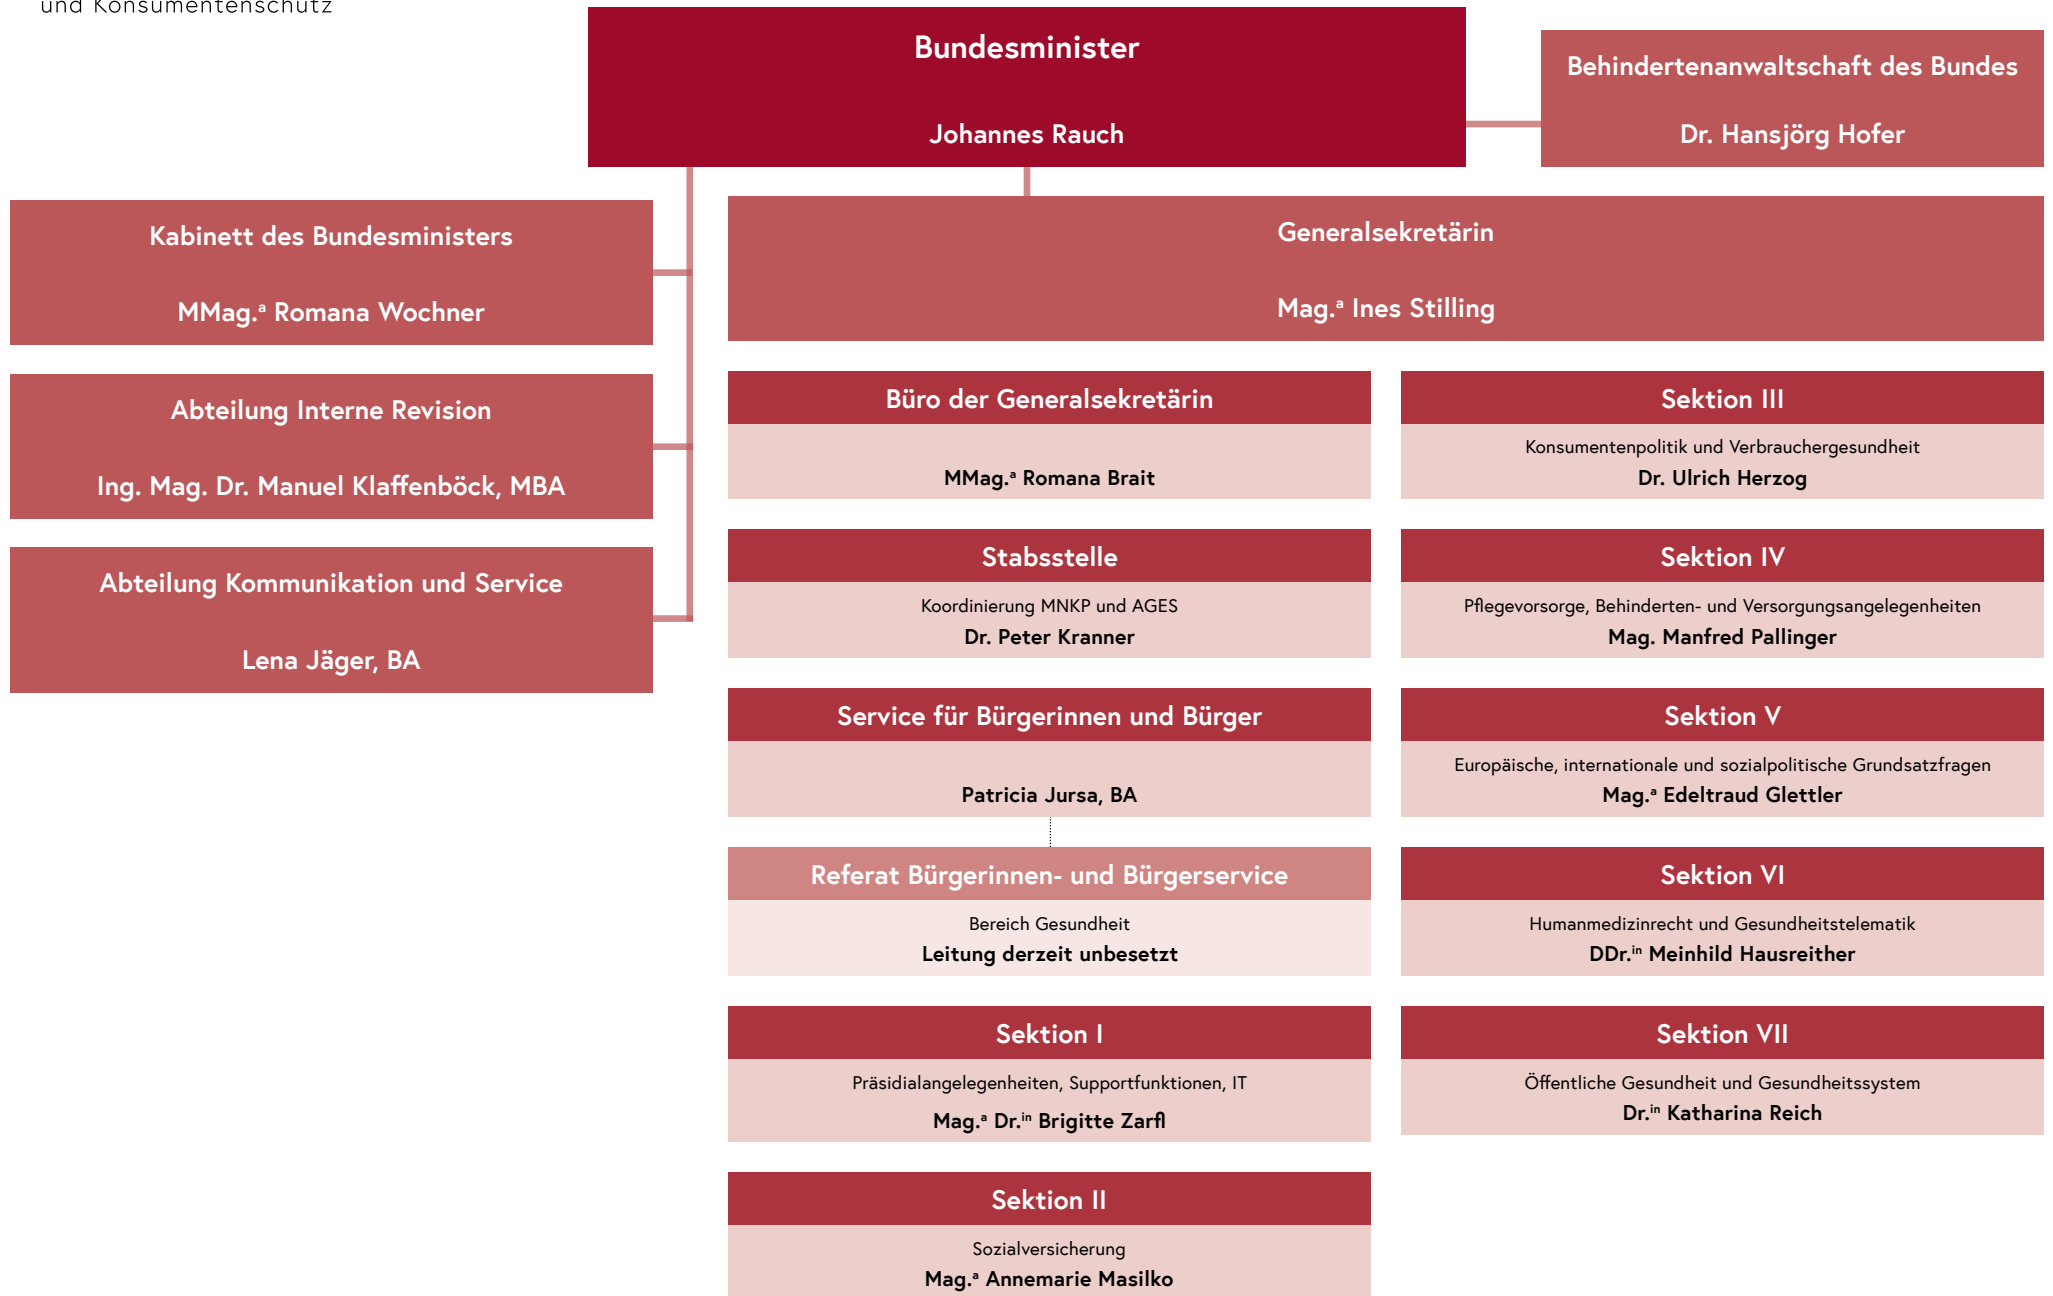 und Konsumentenschutz
Bundesminister
Johannes Rauch
Behindertenanwaltschaft des Bundes
Dr. Hansjörg Hofer
Kabinett des Bundesministers
MMag.ª Romana Wochner
Abteilung Interne Revision
Ing. Mag. Dr. Manuel Klaffenböck, MBA
Abteilung Kommunikation und Service
Lena Jäger, BA
Generalsekretärin
Mag.ª Ines Stilling
Büro der Generalsekretärin
MMag.ª Romana Brait
Stabsstelle
Koordinierung MNKP und AGES
Dr. Peter Kranner
Service für Bürgerinnen und Bürger
Patricia Jursa, BA
Referat Bürgerinnen- und Bürgerservice
Bereich Gesundheit
Leitung derzeit unbesetzt
Sektion I
Präsidialangelegenheiten, Supportfunktionen, IT
Mag.ª Dr.ⁱⁿ Brigitte Zarfl
Sektion II
Sozialversicherung
Mag.ª Annemarie Masilko
Sektion III
Konsumentenpolitik und Verbrauchergesundheit
Dr. Ulrich Herzog
Sektion IV
Pflegevorsorge, Behinderten- und Versorgungsangelegenheiten
Mag. Manfred Pallinger
Sektion V
Europäische, internationale und sozialpolitische Grundsatzfragen
Mag.ª Edeltraud Glettler
Sektion VI
Humanmedizinrecht und Gesundheitstelematik
DDr.ⁱⁿ Meinhild Hausreither
Sektion VII
Öffentliche Gesundheit und Gesundheitssystem
Dr.ⁱⁿ Katharina Reich